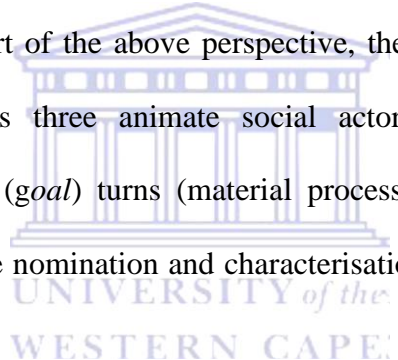 rt of the above perspective, the
s three animate social actor
(goal) turns (material process
e nomination and characterisatio
UNIVERSITY of the
WESTERN CAPE